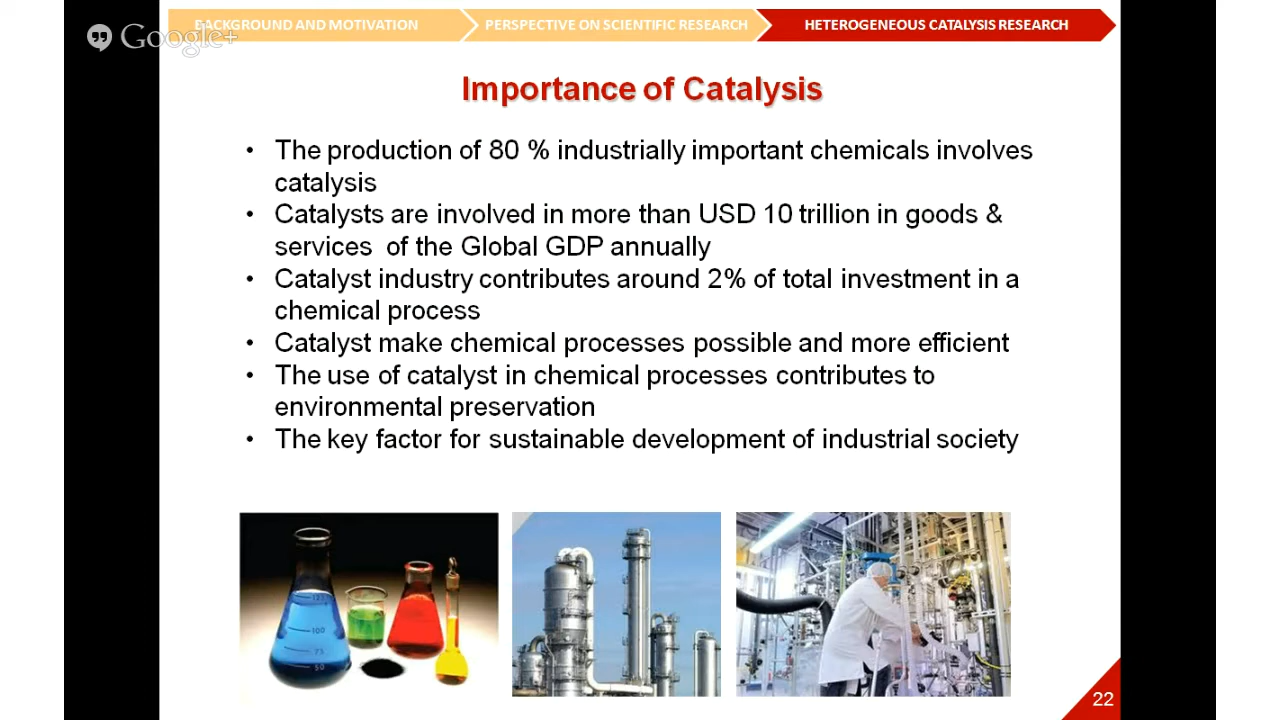 BACKGROUND AND MOTIVATION
PERSPECTIVE ON SCIENTIFIC RESEARCH
HETEROGENEOUS CATALYSIS RESEARCH
Google+
Importance of Catalysis
• The production of 80 % industrially important chemicals involves
catalysis
• Catalysts are involved in more than USD 10 trillion in goods &
services of the Global GDP annually
• Catalyst industry contributes around 2% of total investment in a
chemical process
• Catalyst make chemical processes possible and more efficient
• The use of catalyst in chemical processes contributes to
environmental preservation
• The key factor for sustainable development of industrial society
125
100
75
50
22